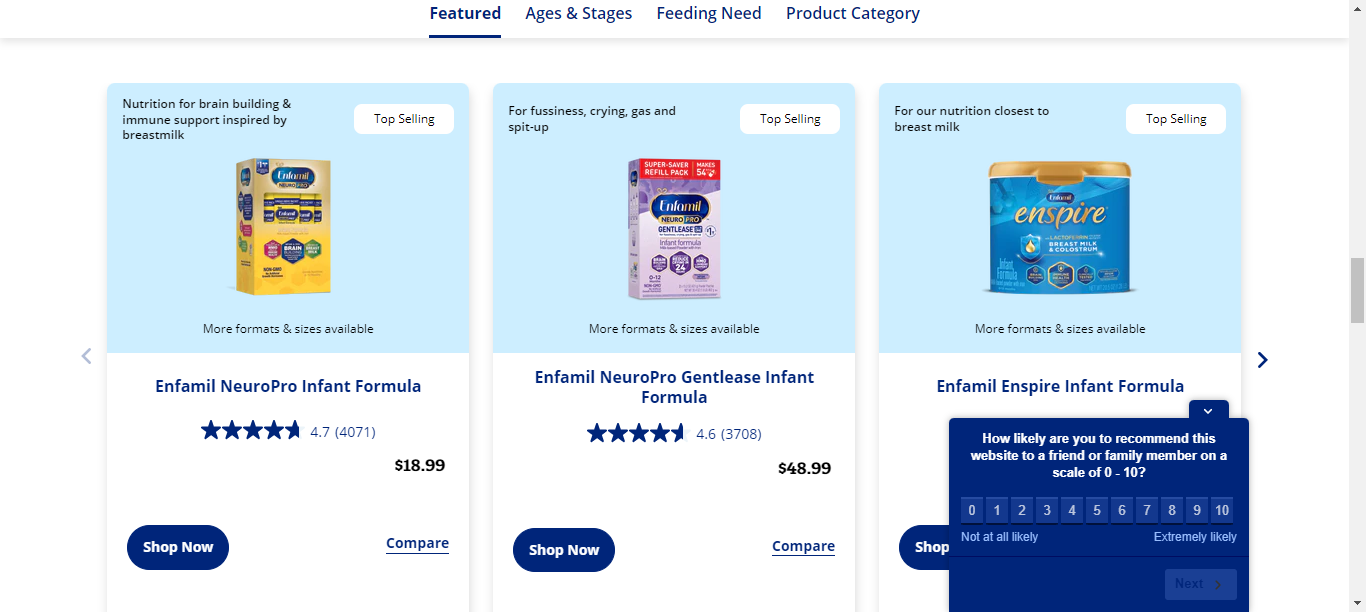 Featured
Ages & Stages
Feeding Need
Product Category
Nutrition for brain building &
immune support inspired by
breastmilk
Top Selling
Enfamil
NEUROPRO
Enfamil
BRAIN
BUILDING
NON-GMO
More formats & sizes available
Enfamil NeuroPro Infant Formula
4.7 (4071)
$18.99
Shop Now
Compare
For fussiness, crying, gas and
spit-up
Top Selling
SUPER-SAVER
REFILL PACK
MAKES
54
Enfamil
NEURO PRO
GENTLEASE
#1
Infant formula
24
0-12
NON-GMO
More formats & sizes available
Enfamil NeuroPro Gentlease Infant
Formula
4.6 (3708)
$48.99
Shop Now
Compare
For our nutrition closest to
breast milk
Top Selling
Enfamil
enspire
LACTOFERRIN
BREAST MILK
& COLOSTRUM
Infant
Formula
More formats & sizes available
Enfamil Enspire Infant Formula
Shop
How likely are you to recommend this
website to a friend or family member on a
scale of 0 - 10?
0 1 2 3 4 5 6 7 8 9 10
Not at all likely
Extremely likely
Next